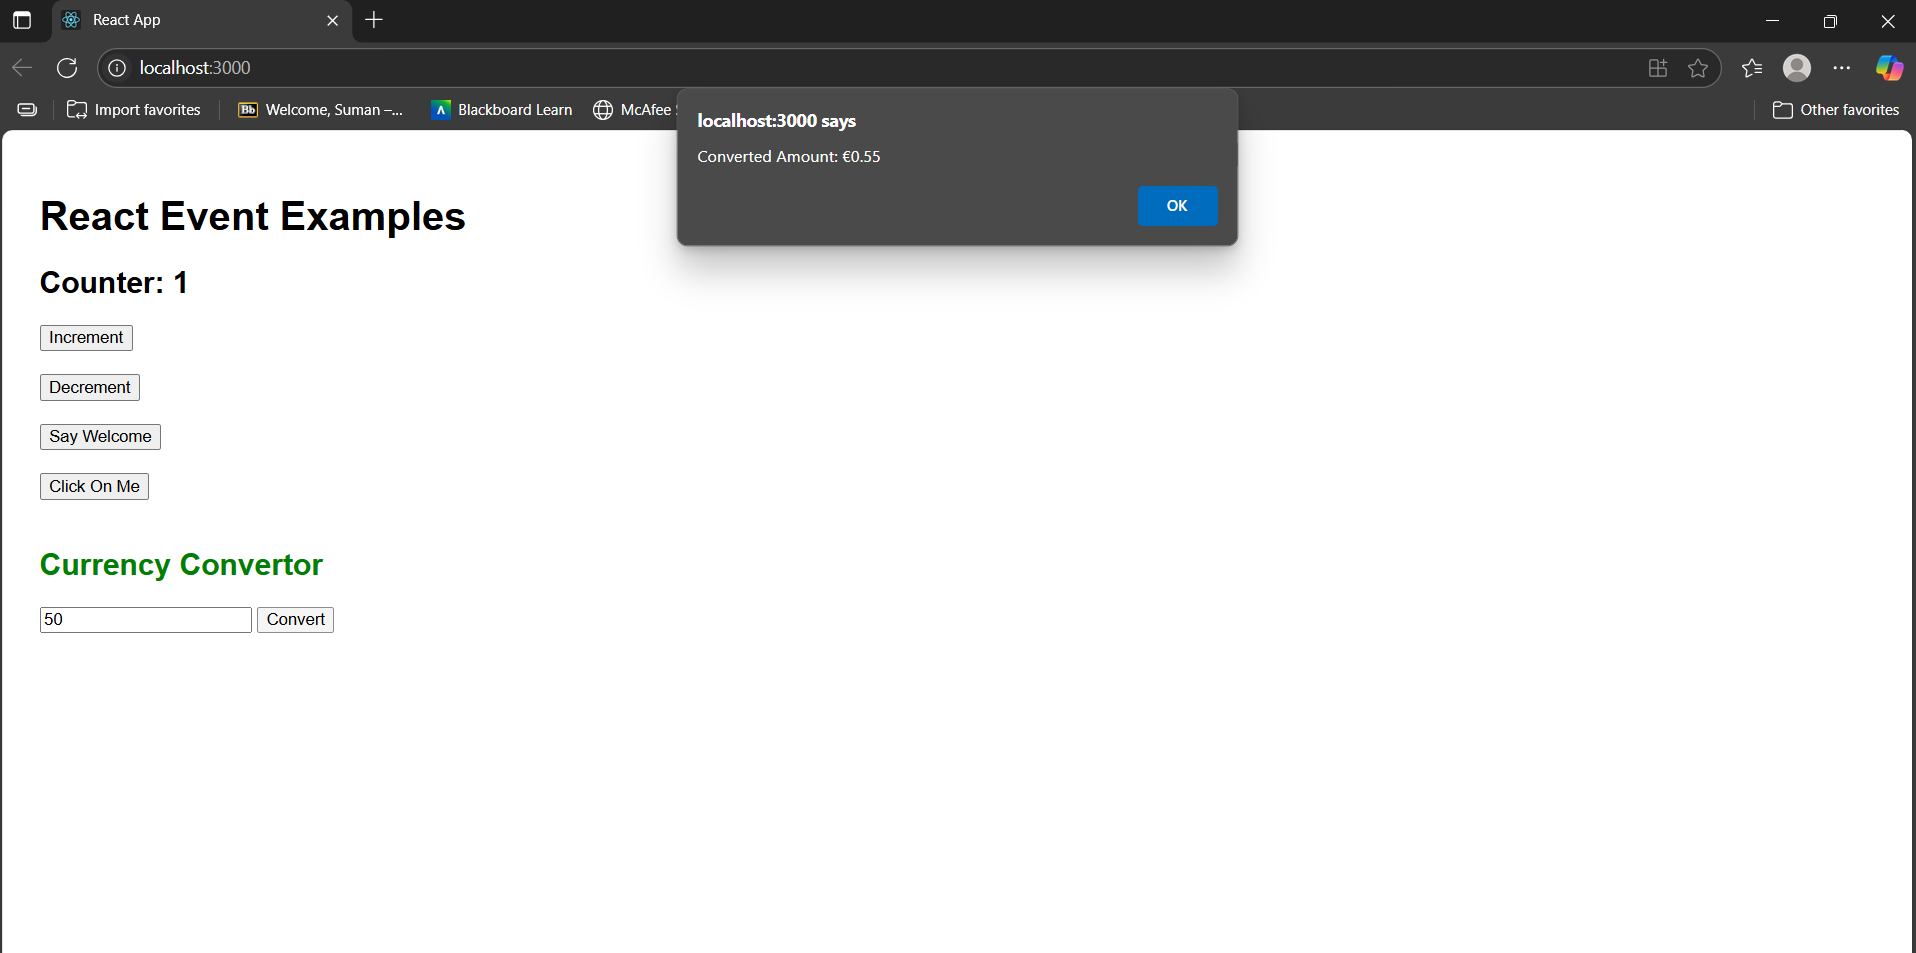 React App
localhost:3000
Import favorites
Bb Welcome, Suman –...
Blackboard Learn
McAfee
Other favorites
localhost:3000 says
Converted Amount: €0.55
OK
React Event Examples
Counter: 1
Increment
Decrement
Say Welcome
Click On Me
Currency Convertor
50
Convert